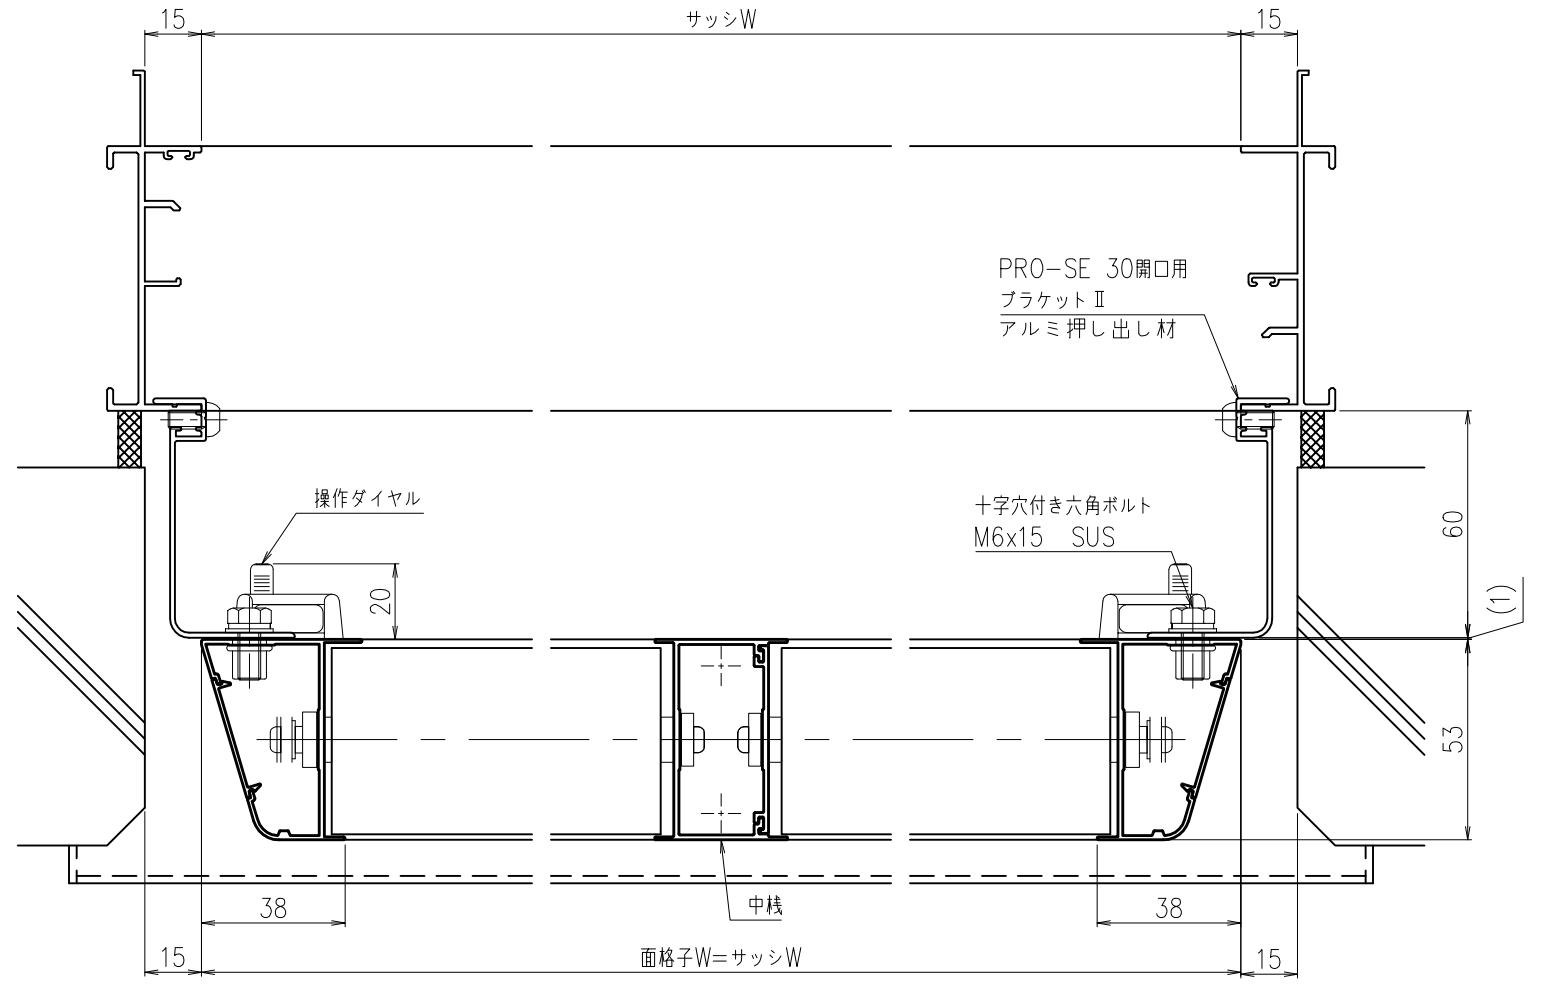 15
サッシW
15
PRO-SE 30開口用
ブラケットⅡ
アルミ押し出し材
操作ダイヤル
十字穴付き六角ボルト
M6x15 SUS
20
60
(1)
53
38
中桟
38
15
面格子W=サッシW
15